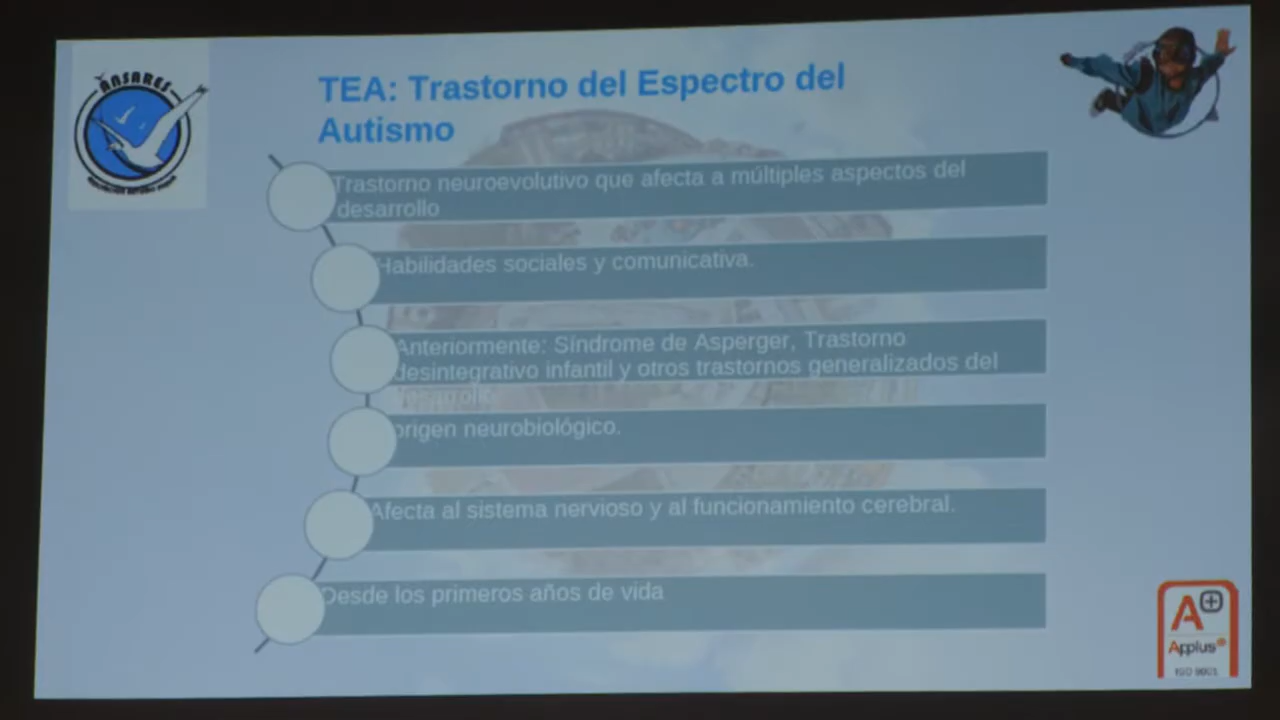 ÁNSARES
TEA: Trastorno del Espectro del
Autismo
Trastorno neuroevolutivo que afecta a múltiples aspectos del
desarrollo
Habilidades sociales y comunicativa.
Anteriormente: Síndrome de Asperger, Trastorno
desintegrativo infantil y otros trastornos generalizados del
desarrollo
origen neurobiológico.
Afecta al sistema nervioso y al funcionamiento cerebral.
Desde los primeros años de vida
A+
Applus®
ISO 9001